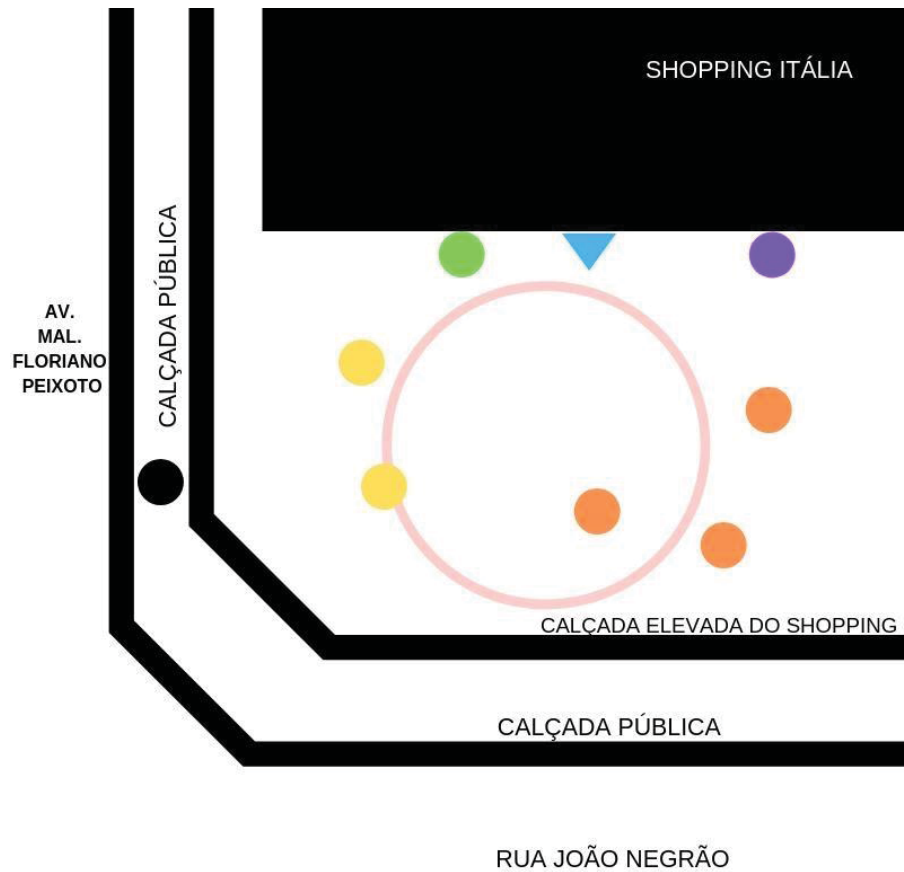 SHOPPING ITÁLIA
CALÇADA PÚBLICA
AV.
MAL.
FLORIANO
PEIXOTO
CALÇADA ELEVADA DO SHOPPING
CALÇADA PÚBLICA
RUA JOÃO NEGRÃO